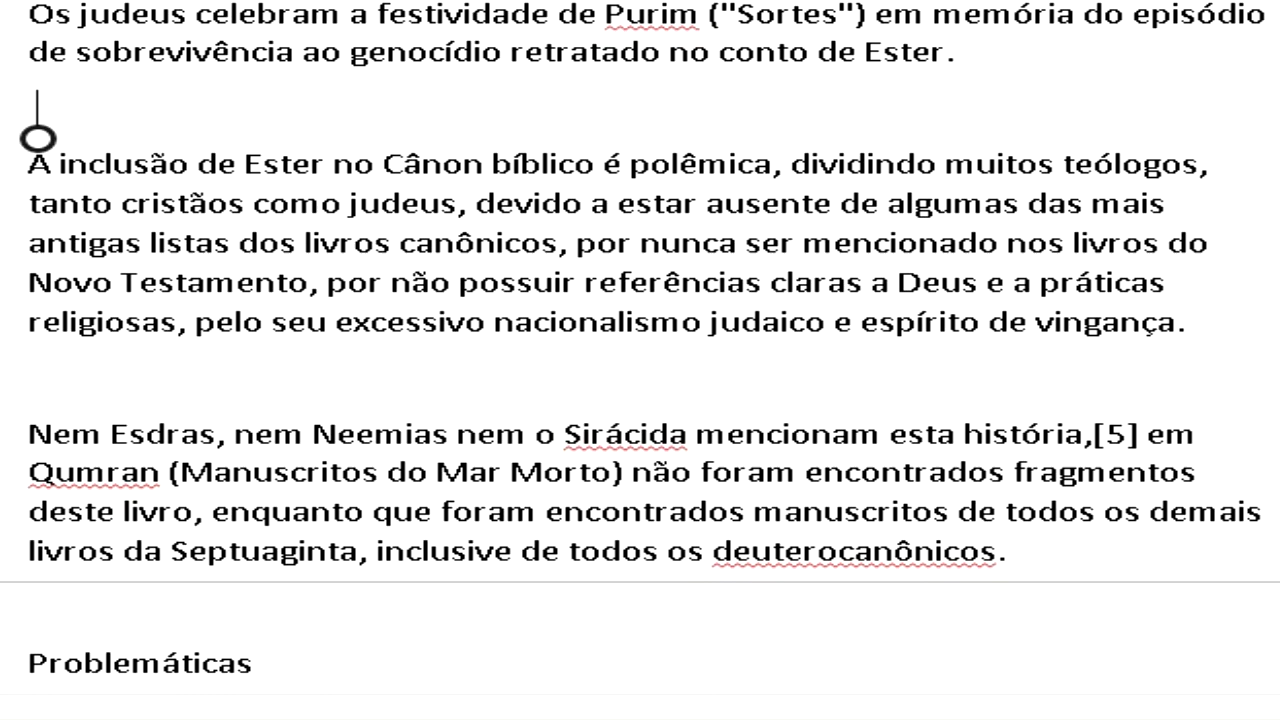 Os judeus celebram a festividade de Purim ("Sortes") em memória do episódio
de sobrevivência ao genocídio retratado no conto de Ester.
A inclusão de Ester no Cânon bíblico é polêmica, dividindo muitos teólogos,
tanto cristãos como judeus, devido a estar ausente de algumas das mais
antigas listas dos livros canônicos, por nunca ser mencionado nos livros do
Novo Testamento, por não possuir referências claras a Deus e a práticas
religiosas, pelo seu excessivo nacionalismo judaico e espírito de vingança.
Nem Esdras, nem Neemias nem o Sirácida mencionam esta história,[5] em
Qumran (Manuscritos do Mar Morto) não foram encontrados fragmentos
deste livro, enquanto que foram encontrados manuscritos de todos os demais
livros da Septuaginta, inclusive de todos os deuterocanônicos.
Problemáticas